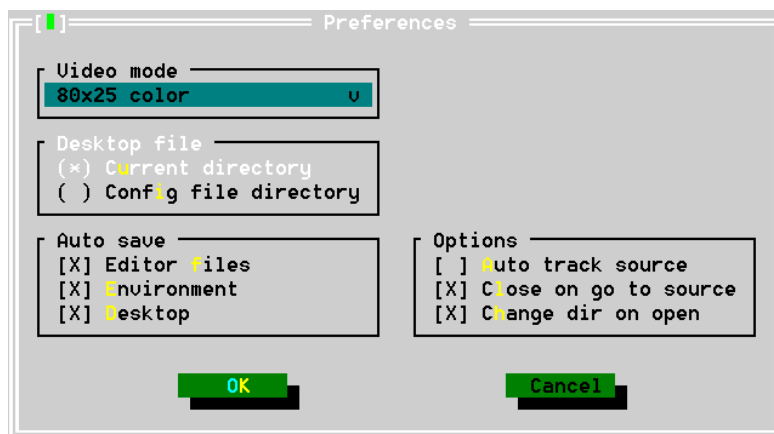 Preferences
Video mode
80x25 color v
Desktop file
(*) Current directory
( ) Config file directory
Auto save
[X] Editor files
[X] Environment
[X] Desktop
Options
[ ] Auto track source
[X] Close on go to source
[X] Change dir on open
OK
Cancel